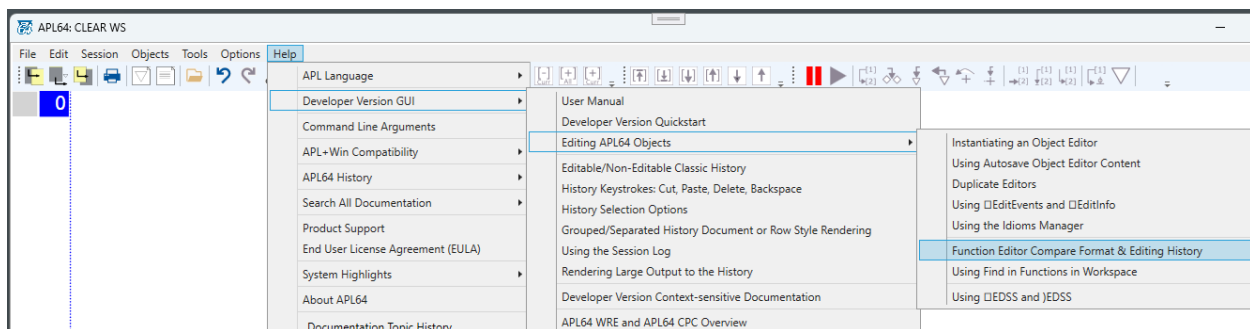 APL64: CLEAR WS
File Edit Session Objects Tools Options Help
0
APL Language
Developer Version GUI
Command Line Arguments
APL+Win Compatibility
APL64 History
Search All Documentation
Product Support
End User License Agreement (EULA)
System Highlights
About APL64
Documentation Topic History
User Manual
Developer Version Quickstart
Editing APL64 Objects
Editable/Non-Editable Classic History
History Keystrokes: Cut, Paste, Delete, Backspace
History Selection Options
Grouped/Separated History Document or Row Style Rendering
Using the Session Log
Rendering Large Output to the History
Developer Version Context-sensitive Documentation
APL64 WRE and APL64 CPC Overview
Instantiating an Object Editor
Using Autosave Object Editor Content
Duplicate Editors
Using ⎕EditEvents and ⎕EditInfo
Using the Idioms Manager
Function Editor Compare Format & Editing History
Using Find in Functions in Workspace
Using ⎕EDSS and )EDSS